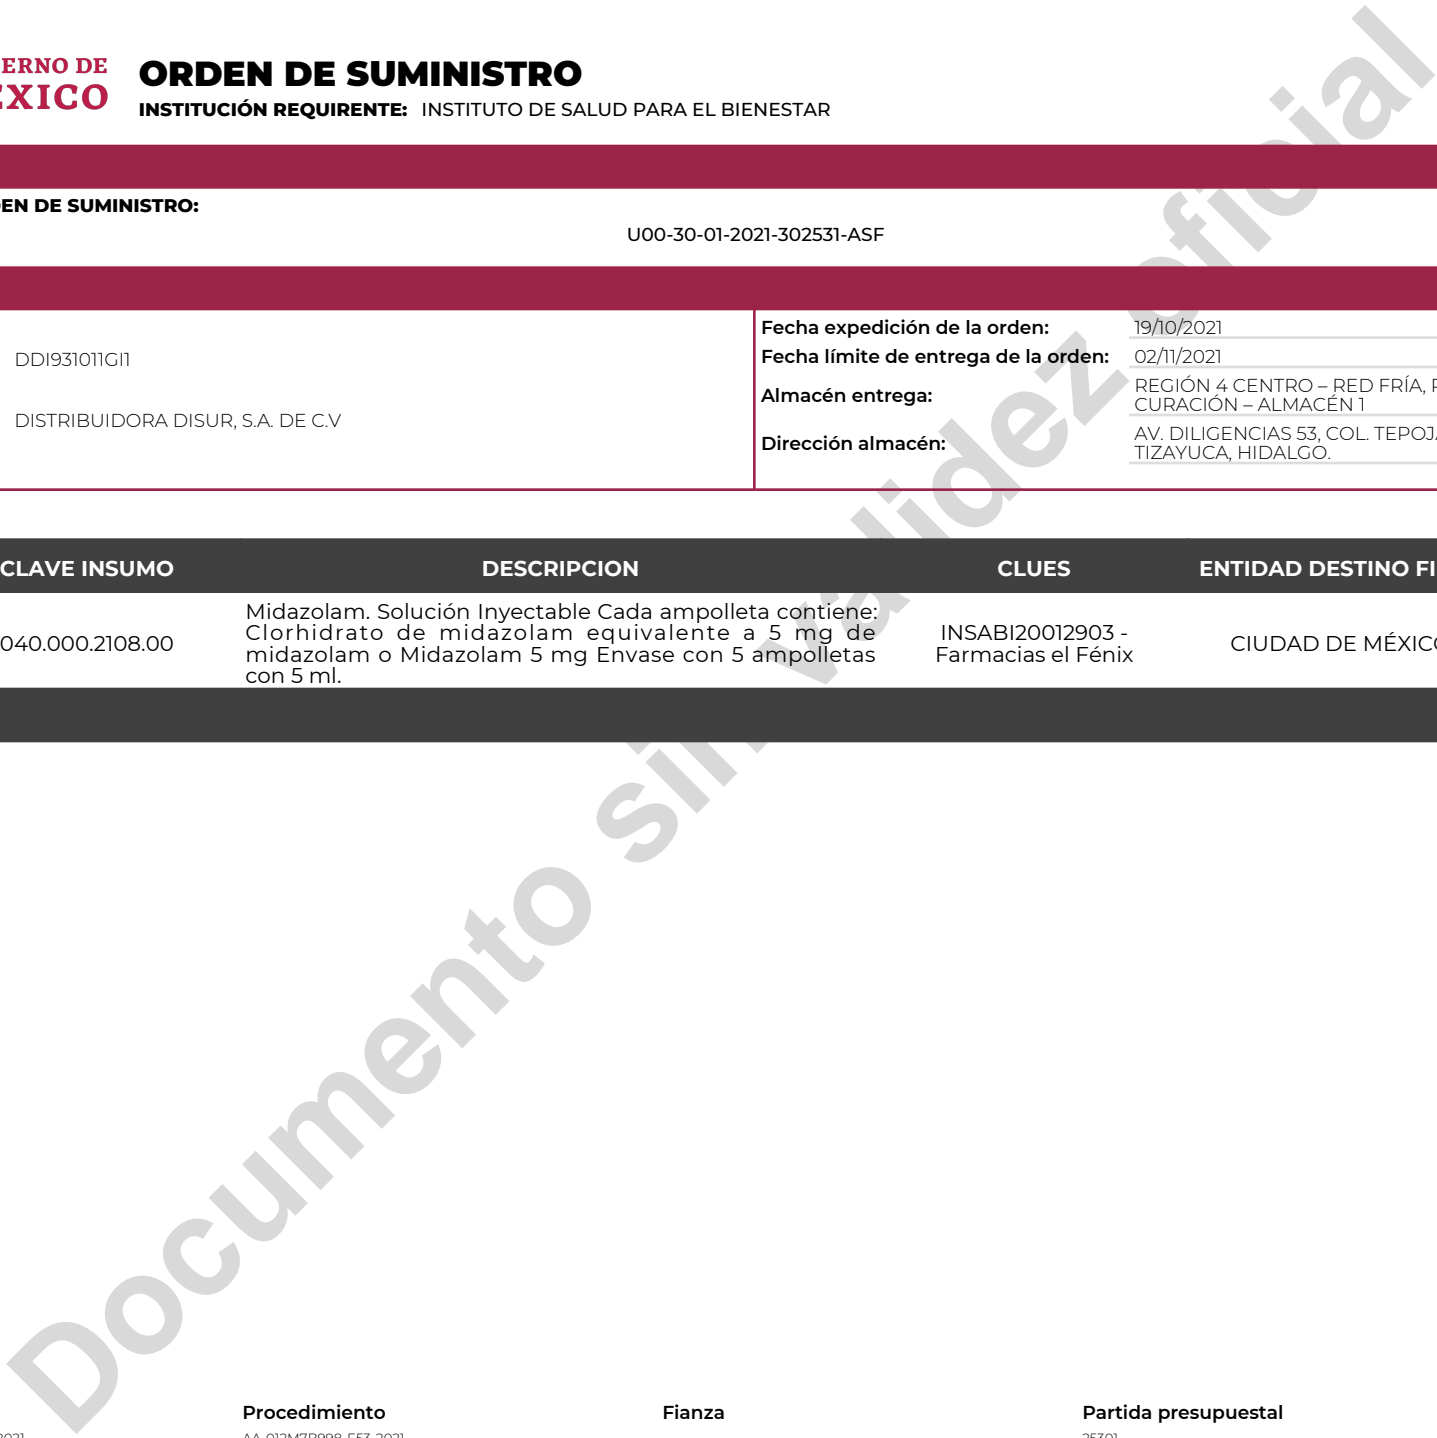 ERNO DE
ÉXICO
ORDEN DE SUMINISTRO
INSTITUCIÓN REQUIRENTE: INSTITUTO DE SALUD PARA EL BIENESTAR
EN DE SUMINISTRO:
U00-30-01-2021-302531-ASF
DDI931011GI1
DISTRIBUIDORA DISUR, S.A. DE C.V
Fecha expedición de la orden: 19/10/2021
Fecha límite de entrega de la orden: 02/11/2021
Almacén entrega: REGIÓN 4 CENTRO – RED FRÍA,
CURACIÓN – ALMACÉN 1
Dirección almacén: AV. DILIGENCIAS 53, COL. TEPOJA
TIZAYUCA, HIDALGO.
CLAVE INSUMO DESCRIPCION CLUES ENTIDAD DESTINO FI
040.000.2108.00
Midazolam. Solución Inyectable Cada ampolleta contiene:
Clorhidrato de midazolam equivalente a 5 mg de
midazolam o Midazolam 5 mg Envase con 5 ampolletas
con 5 ml.
INSABI20012903 -
Farmacias el Fénix
CIUDAD DE MÉXICO
Documento sin validez oficial
Procedimiento Fianza Partida presupuestal